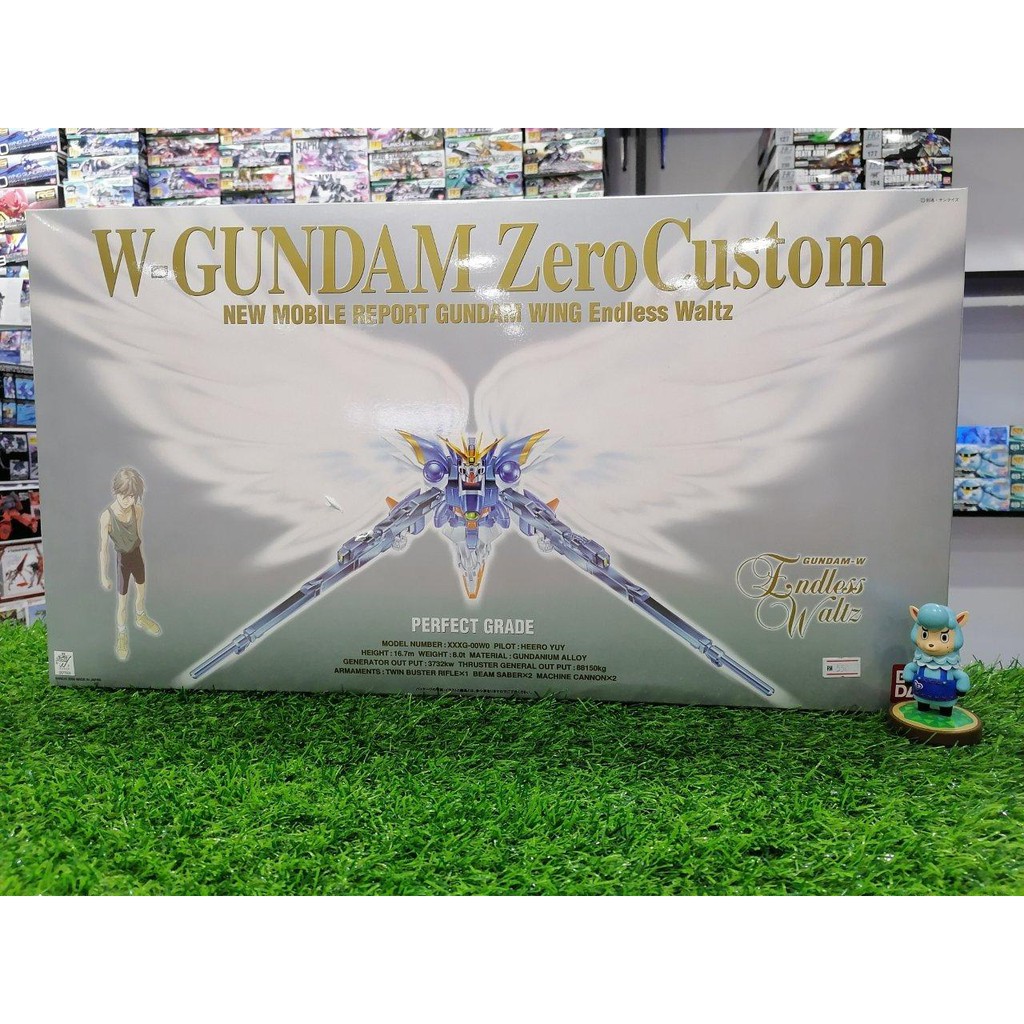 W-GUNDAM ZeroCustom
NEW MOBILE REPORT GUNDAM WING Endless Waltz
GUNDAM-W
Endless
Waltz
PERFECT GRADE
MODEL NUMBER : XXXG-00W0 PILOT : HEERO YUY
HEIGHT : 16.7m WEIGHT : 8.0t MATERIAL : GUNDANIUM ALLOY
GENERATOR OUT PUT : 3732kw THRUSTER GENERAL OUT PUT : 88150kg
ARMAMENTS : TWIN BUSTER RIFLE×1 BEAM SABER×2 MACHINE CANNON×2